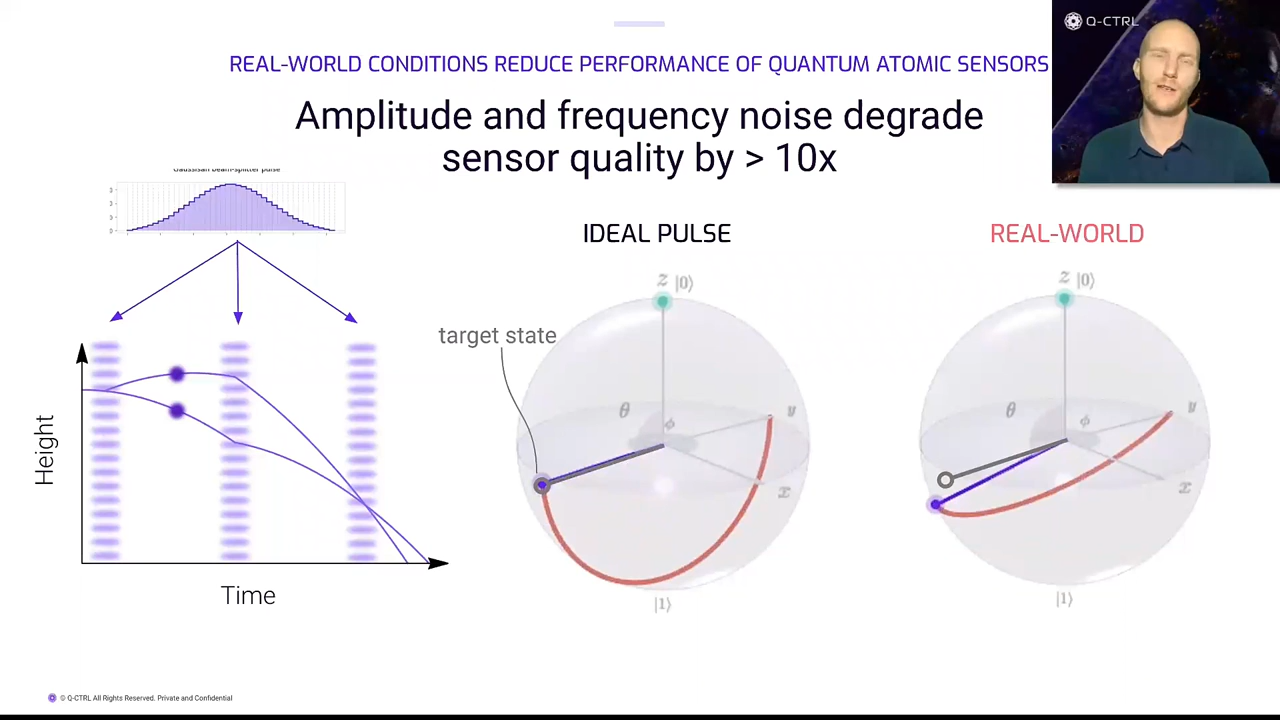 Q-CTRL
REAL-WORLD CONDITIONS REDUCE PERFORMANCE OF QUANTUM ATOMIC SENSORS
Amplitude and frequency noise degrade
sensor quality by > 10x
Gaussisan beam-splitter pulse
IDEAL PULSE
REAL-WORLD
z |0⟩
z |0⟩
target state
θ
ϕ
y
x
θ
ϕ
y
x
Height
Time
|1⟩
|1⟩
© Q-CTRL All Rights Reserved. Private and Confidential